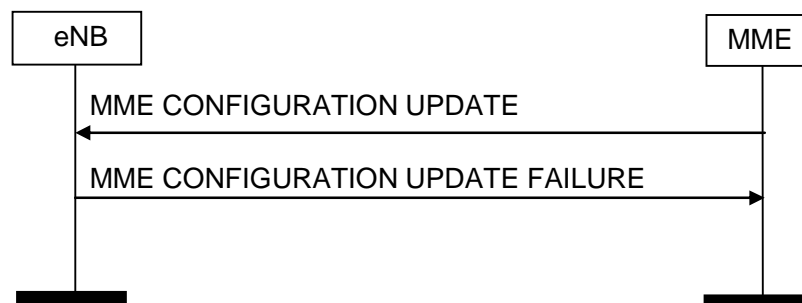 eNB
MME
MME CONFIGURATION UPDATE
MME CONFIGURATION UPDATE FAILURE